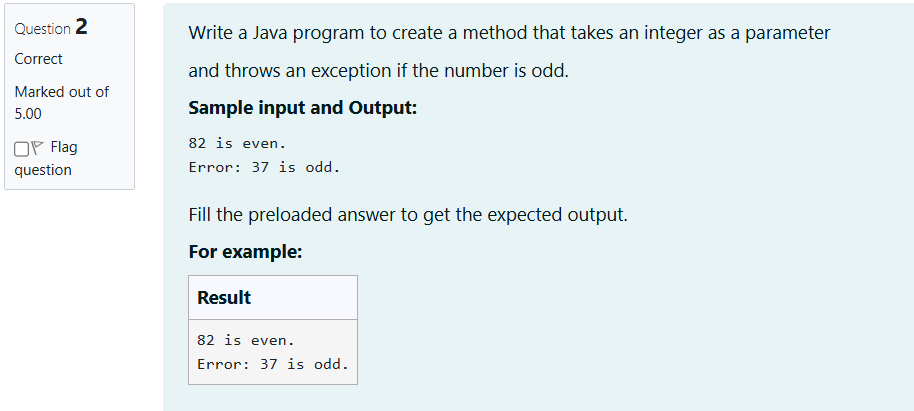 Question 2
Correct
Marked out of
5.00
Flag
question
Write a Java program to create a method that takes an integer as a parameter
and throws an exception if the number is odd.
Sample input and Output:
82 is even.
Error: 37 is odd.
Fill the preloaded answer to get the expected output.
For example:
Result
82 is even.
Error: 37 is odd.